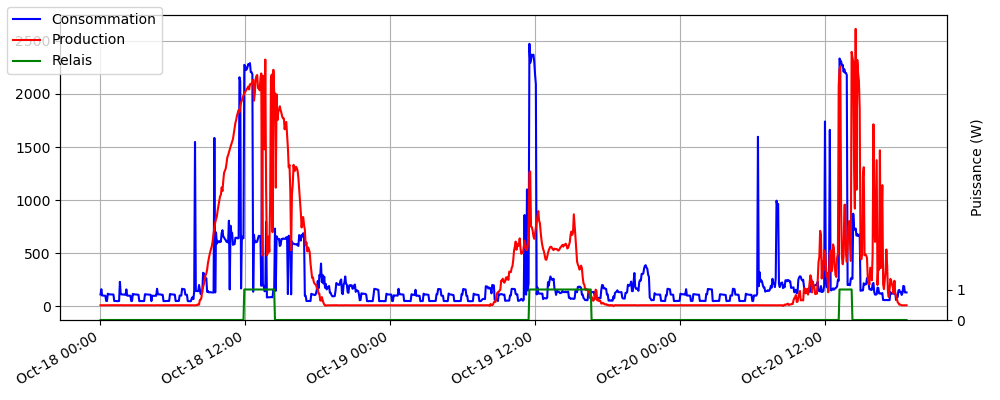 Consommation
Production
Relais
2500
2000
1500
1000
500
0
1
0
Puissance (W)
Oct-18 00:00
Oct-18 12:00
Oct-19 00:00
Oct-19 12:00
Oct-20 00:00
Oct-20 12:00